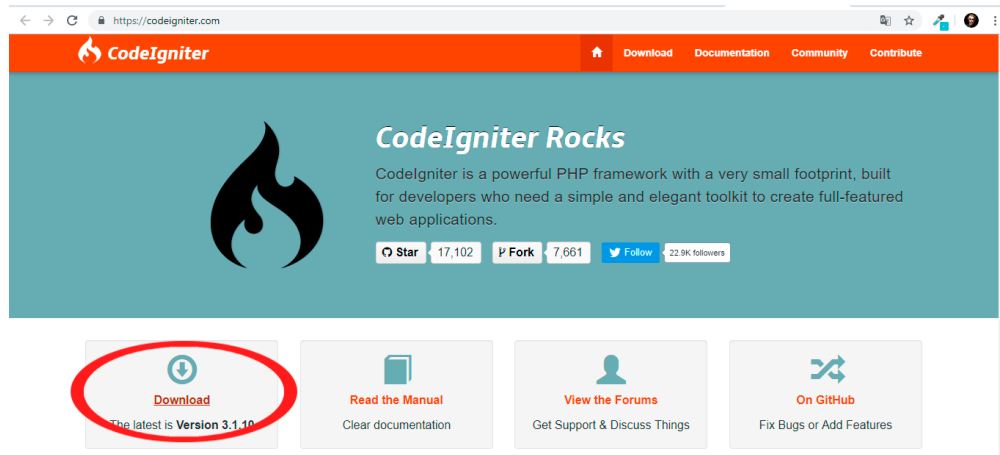 https://codeigniter.com
CodeIgniter
Download Documentation Community Contribute
CodeIgniter Rocks
CodeIgniter is a powerful PHP framework with a very small footprint, built
for developers who need a simple and elegant toolkit to create full-featured
web applications.
Star 17,102 Fork 7,661 Follow 22.9K followers
Download
The latest is Version 3.1.10
Read the Manual
Clear documentation
View the Forums
Get Support & Discuss Things
On GitHub
Fix Bugs or Add Features